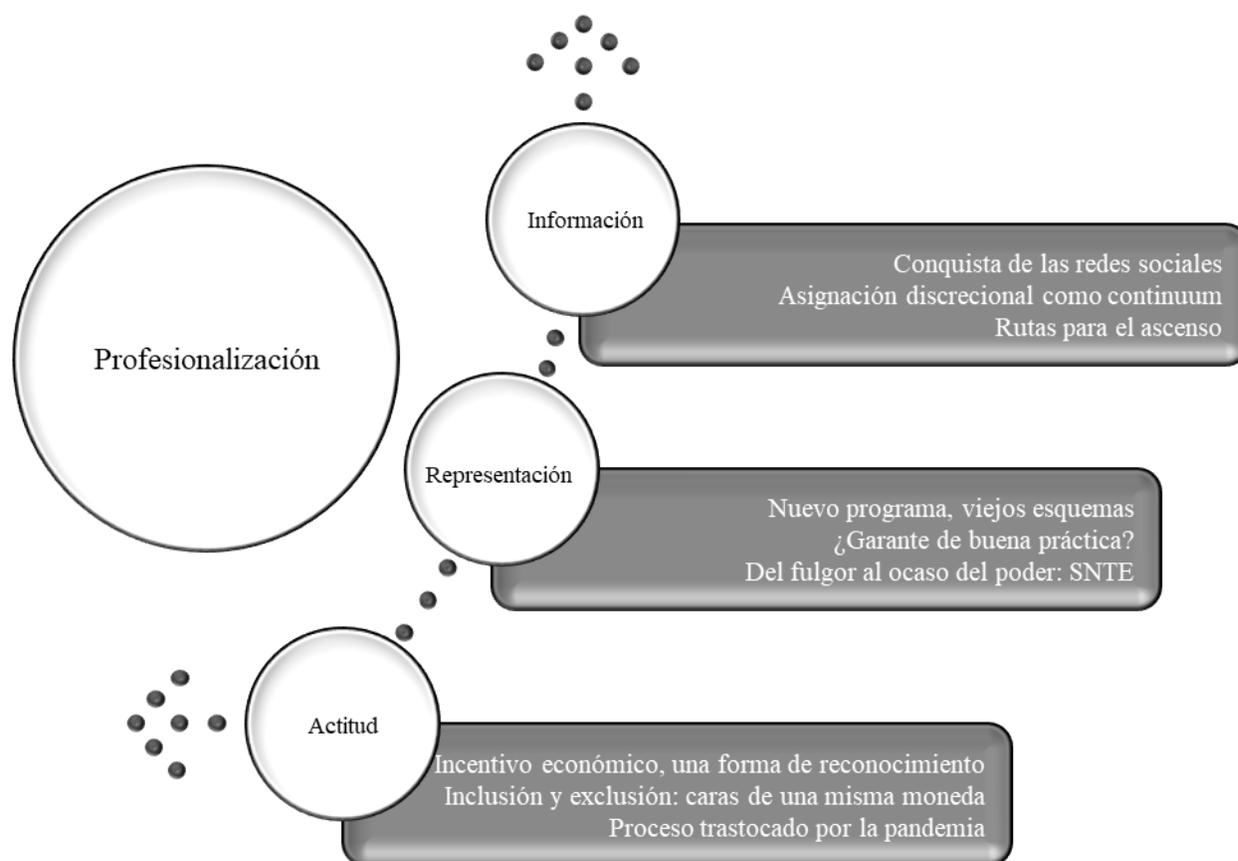 Información
Conquista de las redes sociales
Asignación discrecional como continuum
Rutas para el ascenso
Profesionalización
Representación
Nuevo programa, viejos esquemas
¿Garante de buena práctica?
Del fulgor al ocaso del poder: SNTE
Actitud
Incentivo económico, una forma de reconocimiento
Inclusión y exclusión: caras de una misma moneda
Proceso trastocado por la pandemia